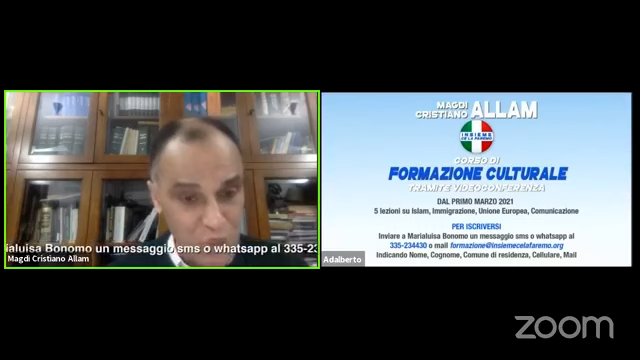 arialuisa Bonomo un messaggio sms o whatsapp al 335-23
Magdi Cristiano Allam
MAGDI
CRISTIANO ALLAM
INSIEME
CE LA FAREMO
CORSO DI
FORMAZIONE CULTURALE
TRAMITE VIDEOCONFERENZA
DAL PRIMO MARZO 2021
5 lezioni su Islam, Immigrazione, Unione Europea, Comunicazione
PER ISCRIVERSI
Inviare a Marialuisa Bonomo un messaggio sms o whatsapp al
335-234430 o mail formazione@insiemecelafaremo.org
Indicando Nome, Cognome, Comune di residenza, Cellulare, Mail
Adalberto
zoom